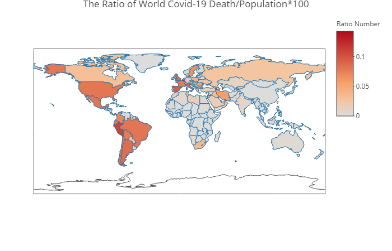 The Ratio of World Covid-19 Death/Population*100
Ratio Number
0.1
0.05
0